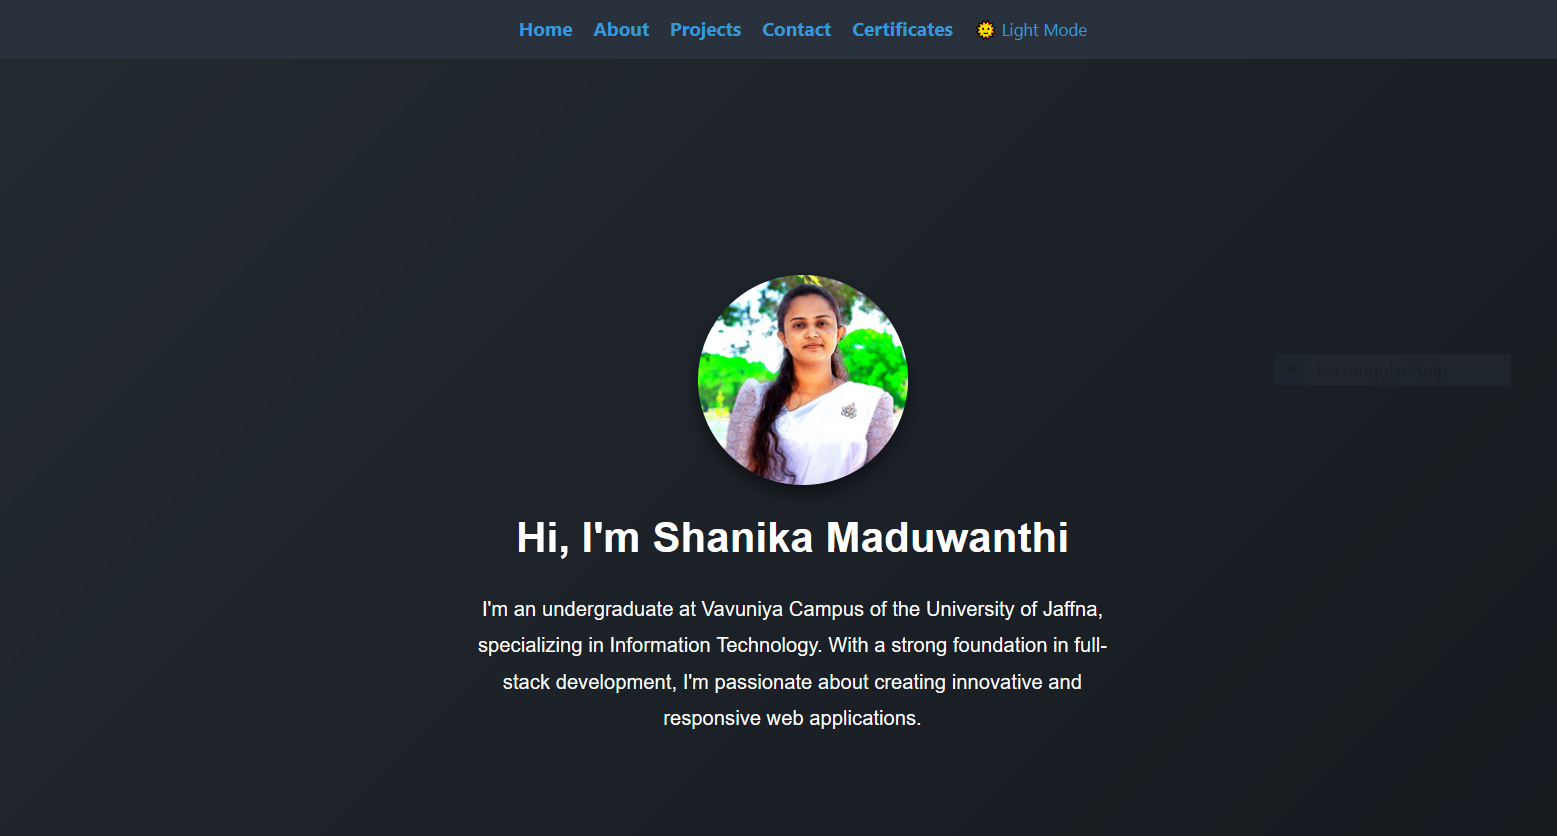 Home About Projects Contact Certificates 🌞 Light Mode
Rectangular Snip
Hi, I'm Shanika Maduwanthi
I'm an undergraduate at Vavuniya Campus of the University of Jaffna,
specializing in Information Technology. With a strong foundation in full-
stack development, I'm passionate about creating innovative and
responsive web applications.